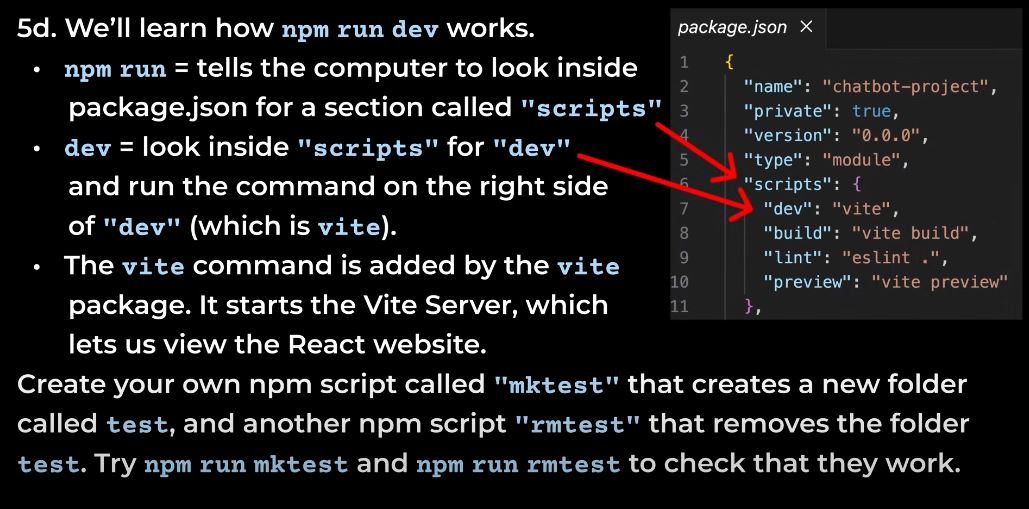 5d. We’ll learn how npm run dev works.
• npm run = tells the computer to look inside
package.json for a section called "scripts"
• dev = look inside "scripts" for "dev"
and run the command on the right side
of "dev" (which is vite).
• The vite command is added by the vite
package. It starts the Vite Server, which
lets us view the React website.
Create your own npm script called "mktest" that creates a new folder
called test, and another npm script "rmtest" that removes the folder
test. Try npm run mktest and npm run rmtest to check that they work.
package.json ×
1 {
2 "name": "chatbot-project",
3 "private": true,
4 "version": "0.0.0",
5 "type": "module",
6 "scripts": {
7 "dev": "vite",
8 "build": "vite build",
9 "lint": "eslint .",
10 "preview": "vite preview"
11 },